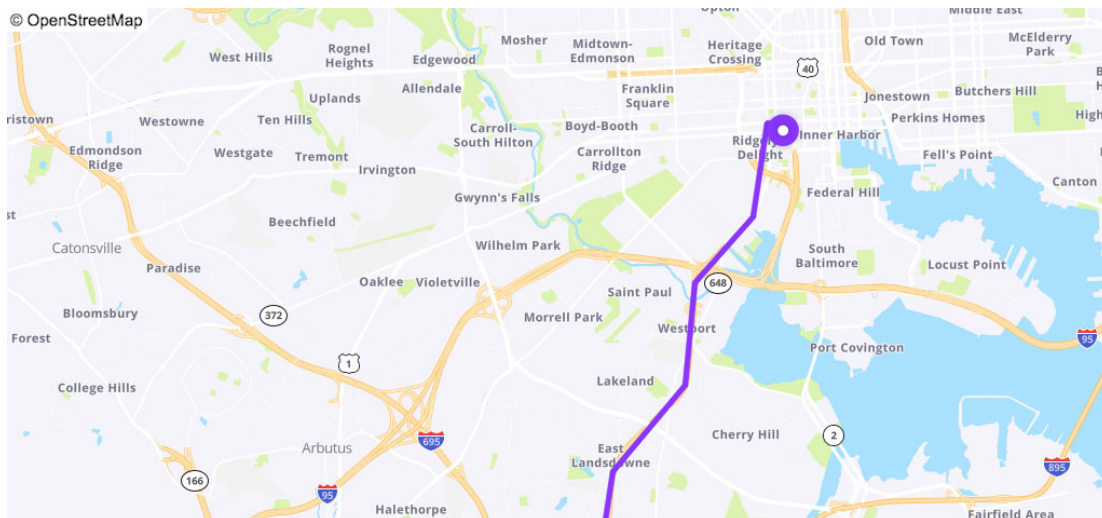 © OpenStreetMap
Upton
Middle East
Mosher
Midtown-
Edmonson
Heritage
Crossing
Old Town
McElderry
Park
West Hills
Rognel
Heights
Edgewood
40
Allendale
Franklin
Square
Butchers Hill
Uplands
Jonestown
ristown
Westowne
Ten Hills
Carroll-
South Hilton
Boyd-Booth
Inner Harbor
Perkins Homes
High
Edmondson
Ridge
Westgate
Tremont
Irvington
Carrollton
Ridge
Ridgely's
Delight
Fell's Point
Canton
Gwynn's Falls
Federal Hill
st
Beechfield
Catonsville
Wilhelm Park
South
Baltimore
Locust Point
Paradise
Oaklee
Violetville
Saint Paul
648
Bloomsbury
372
Morrell Park
Westport
Forest
1
Port Covington
95
College Hills
Lakeland
Arbutus
695
East
Landsdowne
Cherry Hill
2
166
95
895
Halethorpe
Fairfield Area